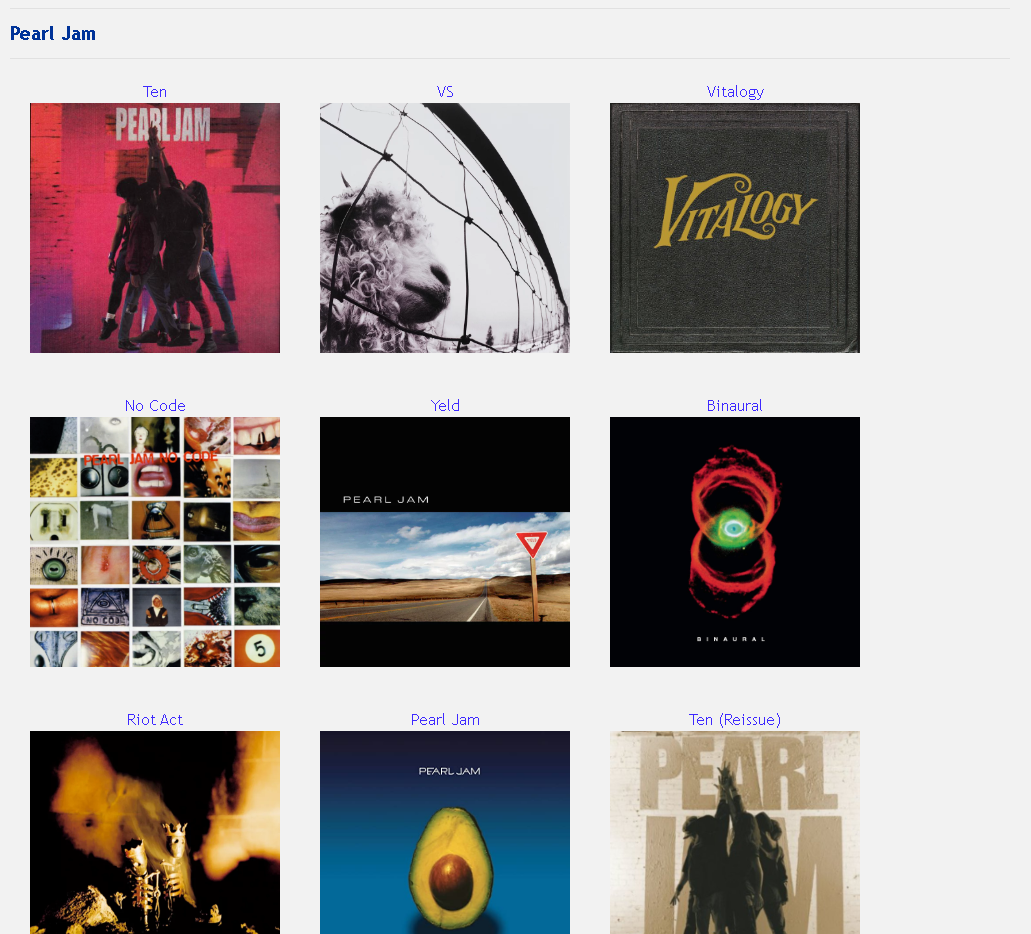 Pearl Jam
Ten
VS
Vitalogy
PEARL JAM
VITALOGY
No Code
Yeld
Binaural
PEARL JAM NO CODE
PEARL JAM
NO CODE
5
BINAURAL
Riot Act
Pearl Jam
Ten (Reissue)
PEARL JAM
PEARL
JAM